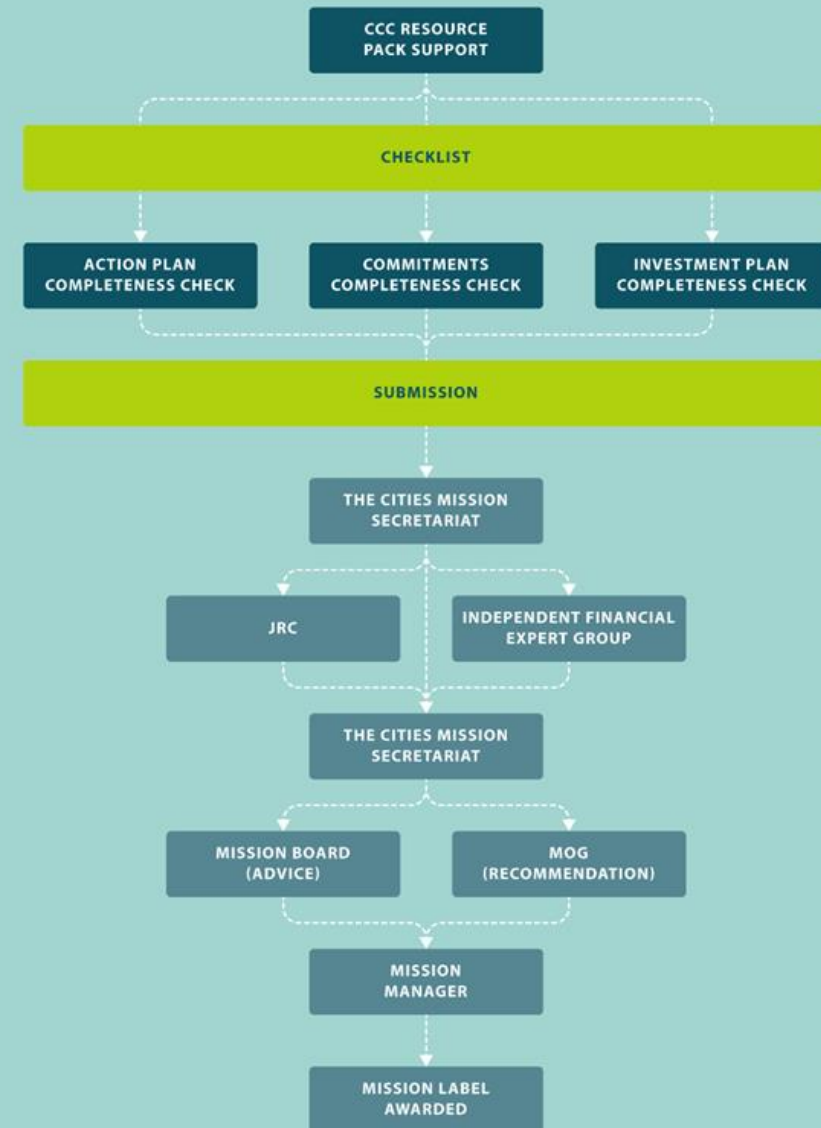 CCC RESOURCE
PACK SUPPORT
CHECKLIST
ACTION PLAN
COMPLETENESS CHECK
COMMITMENTS
COMPLETENESS CHECK
INVESTMENT PLAN
COMPLETENESS CHECK
SUBMISSION
THE CITIES MISSION
SECRETARIAT
JRC
INDEPENDENT FINANCIAL
EXPERT GROUP
THE CITIES MISSION
SECRETARIAT
MISSION BOARD
(ADVICE)
MOG
(RECOMMENDATION)
MISSION
MANAGER
MISSION LABEL
AWARDED